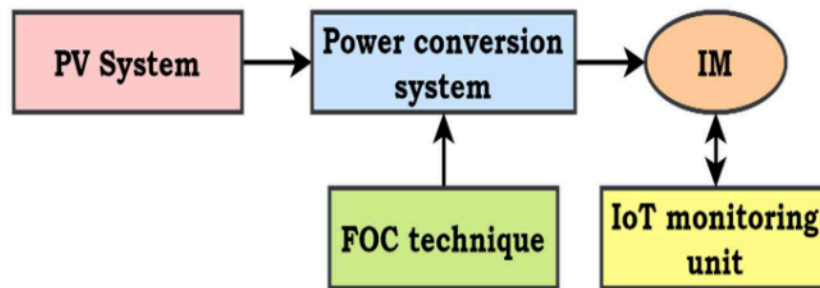 PV System
Power conversion
system
IM
FOC technique
IoT monitoring
unit